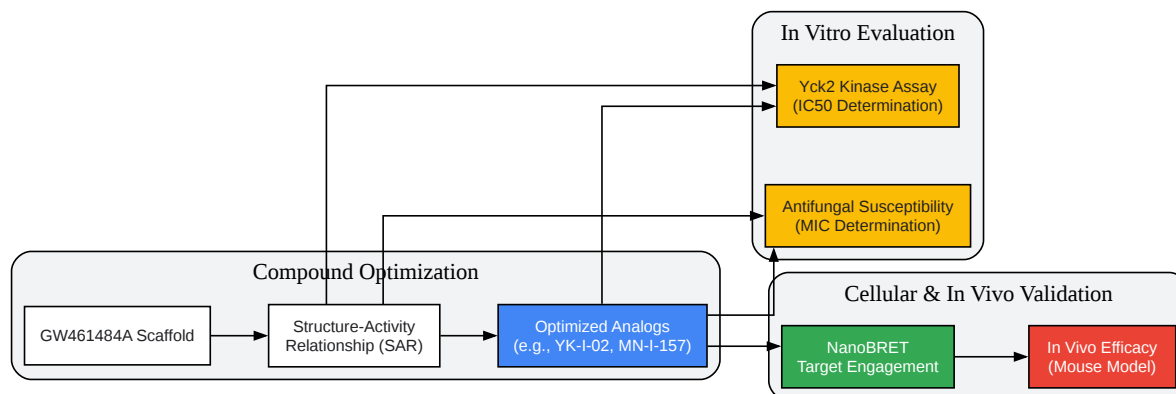 In Vitro Evaluation
Yck2 Kinase Assay
(IC50 Determination)
Antifungal Susceptibility
(MIC Determination)
Compound Optimization
GW461484A Scaffold
Structure-Activity
Relationship (SAR)
Optimized Analogs
(e.g., YK-I-02, MN-I-157)
Cellular & In Vivo Validation
NanoBRET
Target Engagement
In Vivo Efficacy
(Mouse Model)